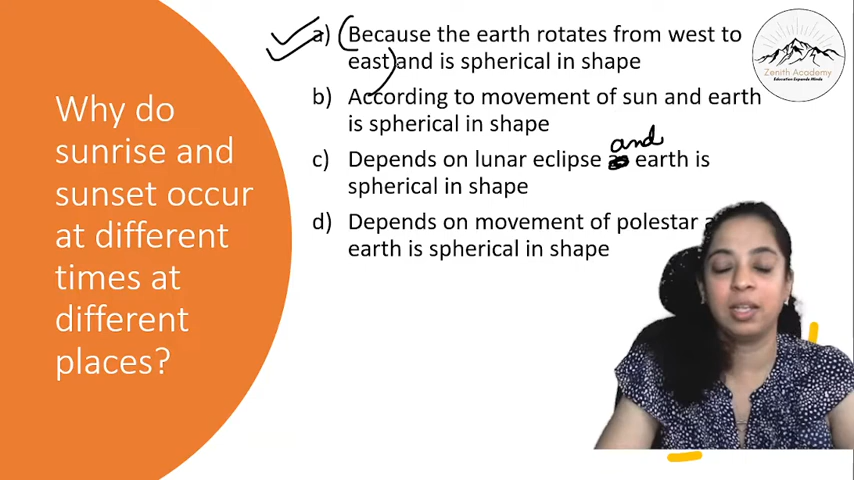 Why do
sunrise and
sunset occur
at different
times at
different
places?
a) Because the earth rotates from west to
east and is spherical in shape
b) According to movement of sun and earth
is spherical in shape
c) Depends on lunar eclipse and earth is
spherical in shape
d) Depends on movement of polestar
earth is spherical in shape
Zenith Academy
Education Expands Minds